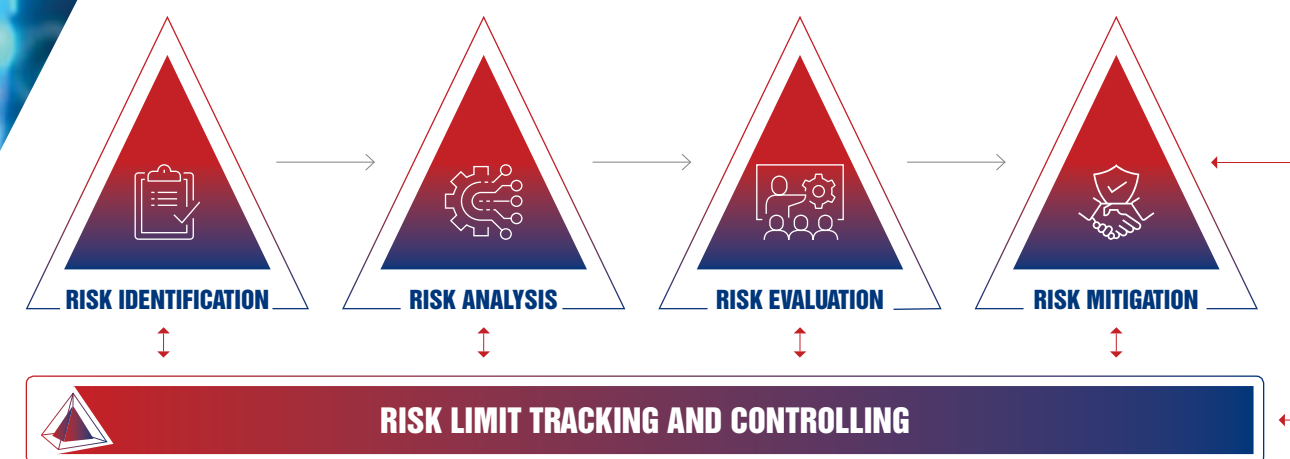 RISK IDENTIFICATION
RISK ANALYSIS
RISK EVALUATION
RISK MITIGATION
RISK LIMIT TRACKING AND CONTROLLING